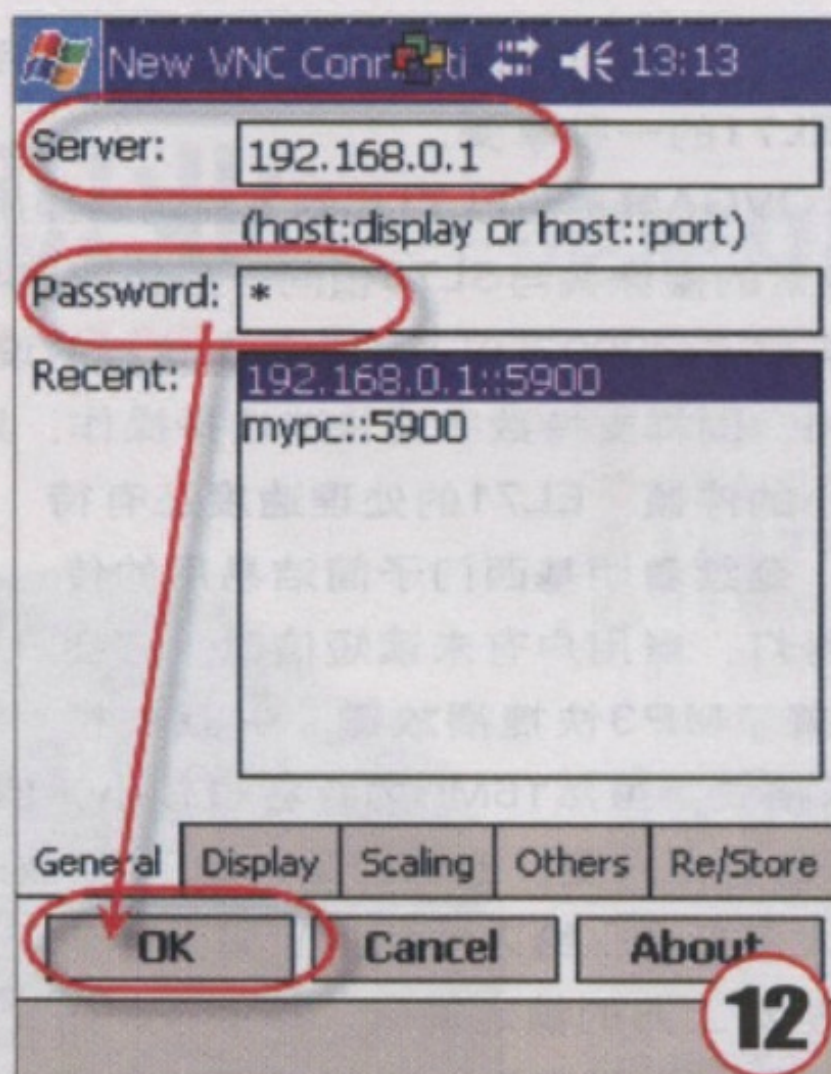 New VNC Conn ti 13:13
Server: 192.168.0.1
(host:display or host::port)
Password: *
Recent: 192.168.0.1::5900
mypc::5900
General Display Scaling Others Re/Store
OK Cancel About
12